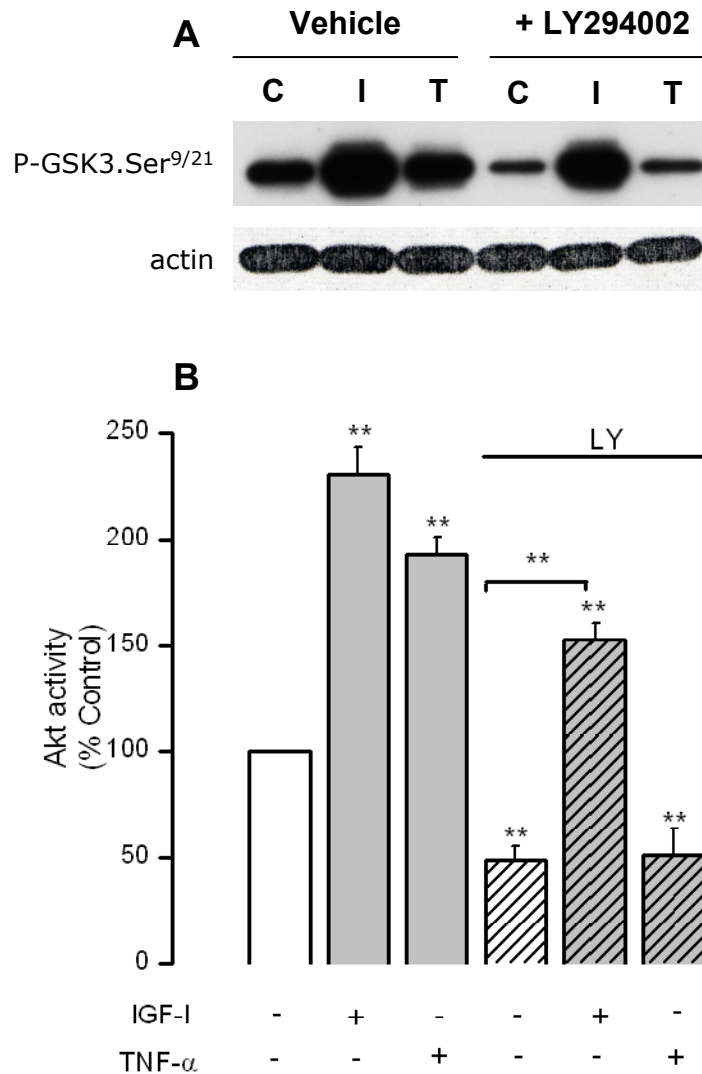 A Vehicle + LY294002
C I T C I T
P-GSK3.Ser9/21
actin
B
250
200
150
100
50
0
Akt activity
(% Control)
LY
**
**
**
**
**
**
IGF-I - + - - + -
TNF-α - - + - - +